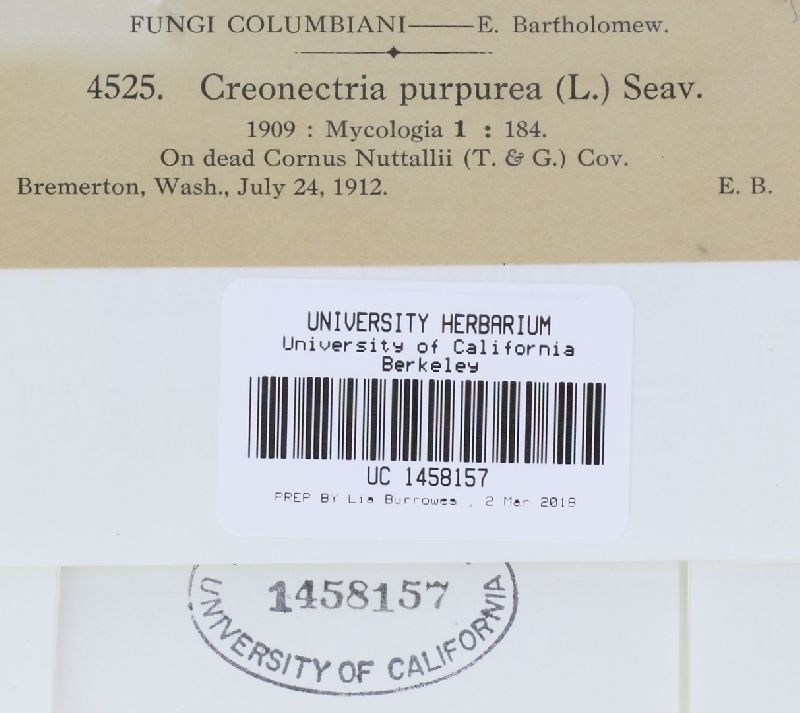 FUNGI COLUMBIANI——E. Bartholomew.
4525. Creonectria purpurea (L.) Seav.
1909 : Mycologia 1 : 184.
On dead Cornus Nuttallii (T. & G.) Cov.
Bremerton, Wash., July 24, 1912. E. B.
UNIVERSITY HERBARIUM
University of California
Berkeley
UC 1458157
PREP BY Lia Burrowes , 2 Mar 2018
1458157
UNIVERSITY OF CALIFORNIA